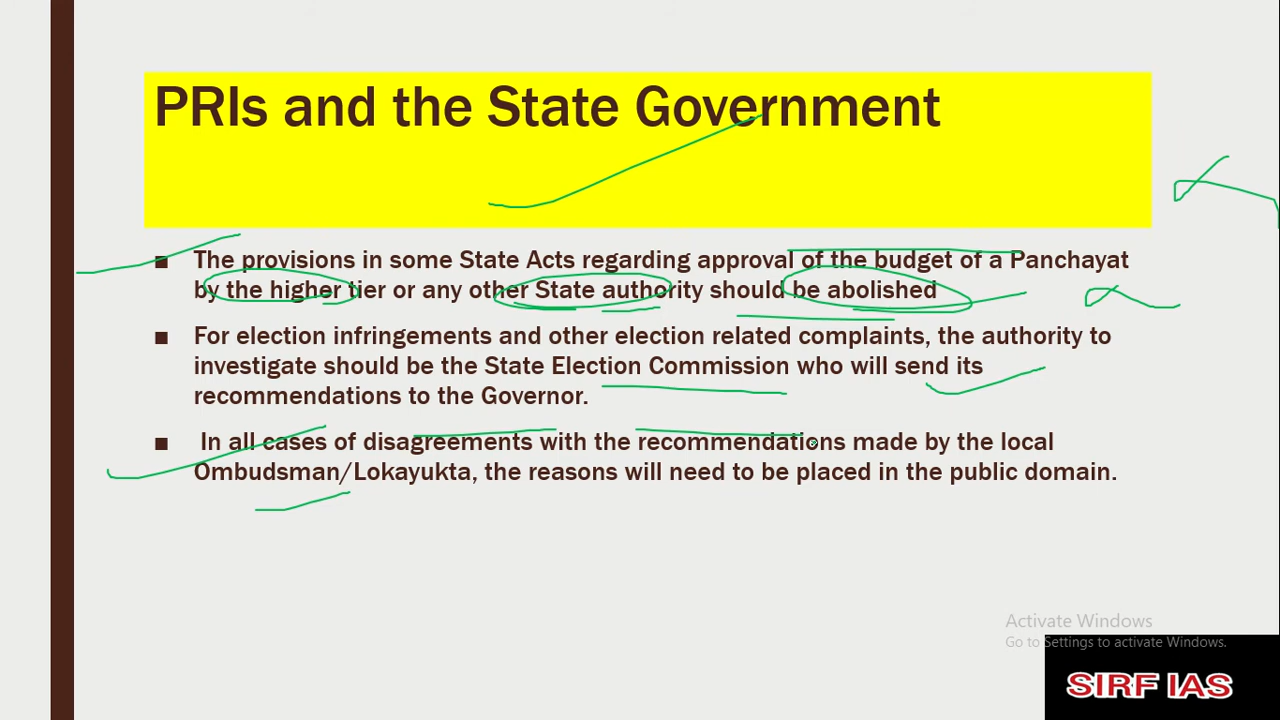 PRIs and the State Government
■ The provisions in some State Acts regarding approval of the budget of a Panchayat
by the higher tier or any other State authority should be abolished
■ For election infringements and other election related complaints, the authority to
investigate should be the State Election Commission who will send its
recommendations to the Governor.
■ In all cases of disagreements with the recommendations made by the local
Ombudsman/Lokayukta, the reasons will need to be placed in the public domain.
Activate Windows
Go to Settings to activate Windows.
SIRF IAS